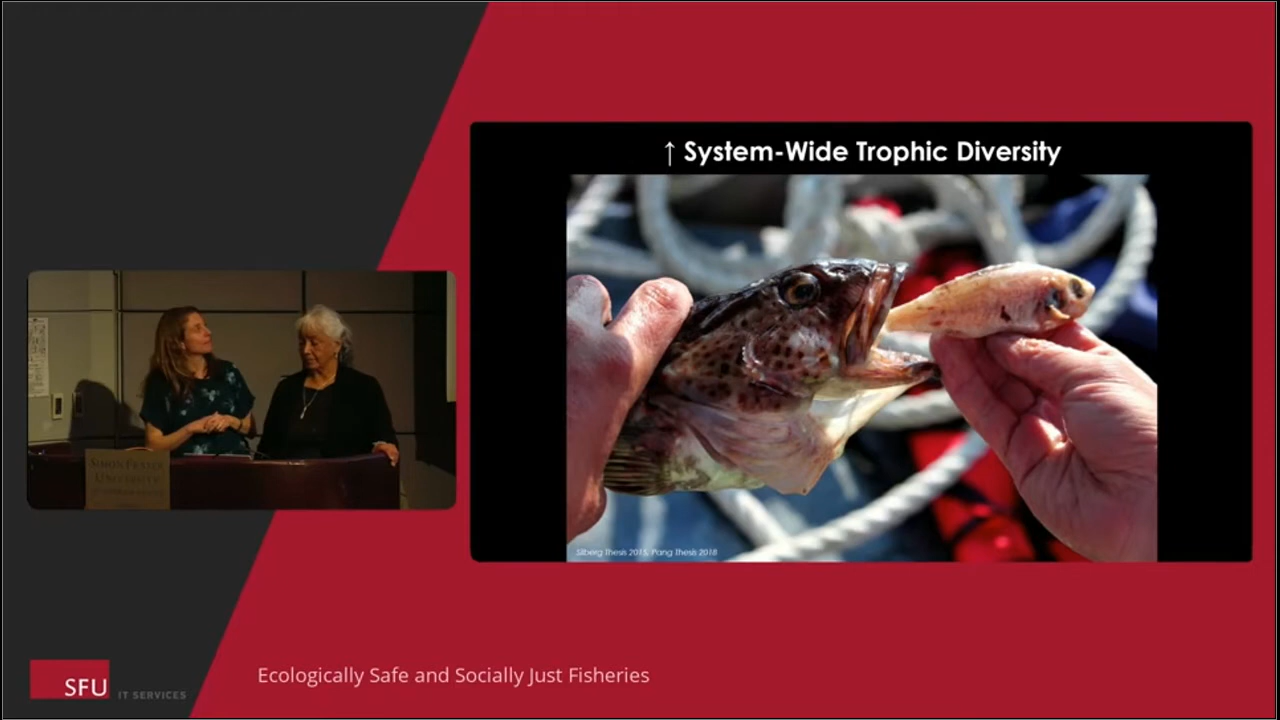 ↑ System-Wide Trophic Diversity
SIMON FRASER
UNIVERSITY
Silberg Thesis 2015, Pang Thesis 2018
Ecologically Safe and Socially Just Fisheries
SFU IT SERVICES